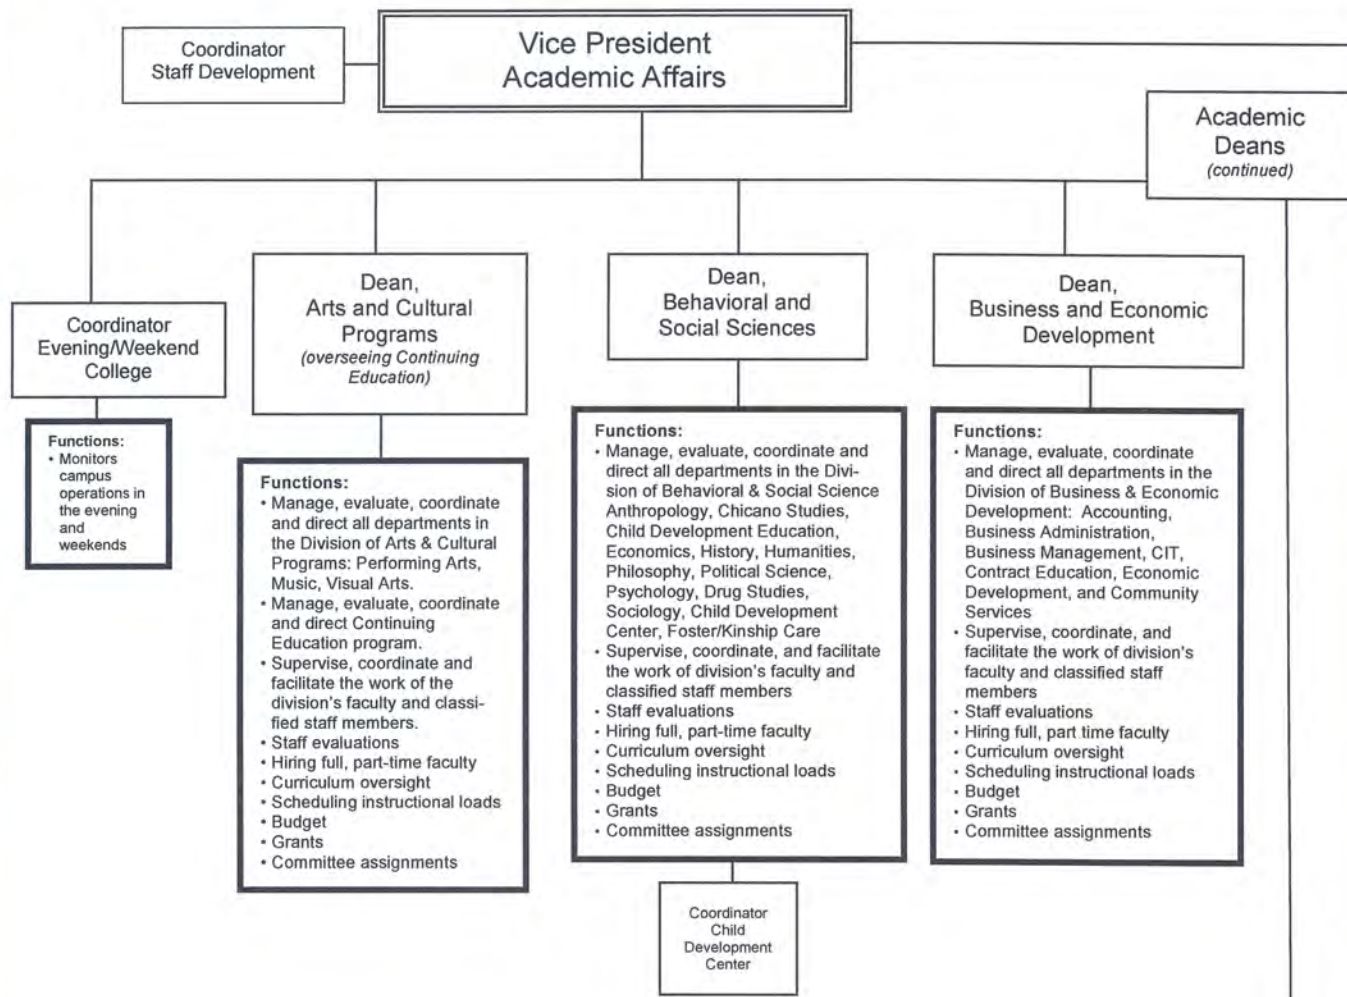 Coordinator
Staff Development
Vice President
Academic Affairs
Academic
Deans
(continued)
Coordinator
Evening/Weekend
College
Functions:
• Monitors
campus
operations in
the evening
and
weekends
Dean,
Arts and Cultural
Programs
(overseeing Continuing
Education)
Functions:
• Manage, evaluate, coordinate
and direct all departments in
the Division of Arts & Cultural
Programs: Performing Arts,
Music, Visual Arts.
• Manage, evaluate, coordinate
and direct Continuing
Education program.
• Supervise, coordinate and
facilitate the work of the
division's faculty and classi-
fied staff members.
• Staff evaluations
• Hiring full, part-time faculty
• Curriculum oversight
• Scheduling instructional loads
• Budget
• Grants
• Committee assignments
Dean,
Behavioral and
Social Sciences
Functions:
• Manage, evaluate, coordinate and
direct all departments in the Divi-
sion of Behavioral & Social Science
Anthropology, Chicano Studies,
Child Development Education,
Economics, History, Humanities,
Philosophy, Political Science,
Psychology, Drug Studies,
Sociology, Child Development
Center, Foster/Kinship Care
• Supervise, coordinate, and facilitate
the work of division's faculty and
classified staff members
• Staff evaluations
• Hiring full, part-time faculty
• Curriculum oversight
• Scheduling instructional loads
• Budget
• Grants
• Committee assignments
Coordinator
Child
Development
Center
Dean,
Business and Economic
Development
Functions:
• Manage, evaluate, coordinate
and direct all departments in the
Division of Business & Economic
Development: Accounting,
Business Administration,
Business Management, CIT,
Contract Education, Economic
Development, and Community
Services
• Supervise, coordinate, and
facilitate the work of division's
faculty and classified staff
members
• Staff evaluations
• Hiring full, part time faculty
• Curriculum oversight
• Scheduling instructional loads
• Budget
• Grants
• Committee assignments